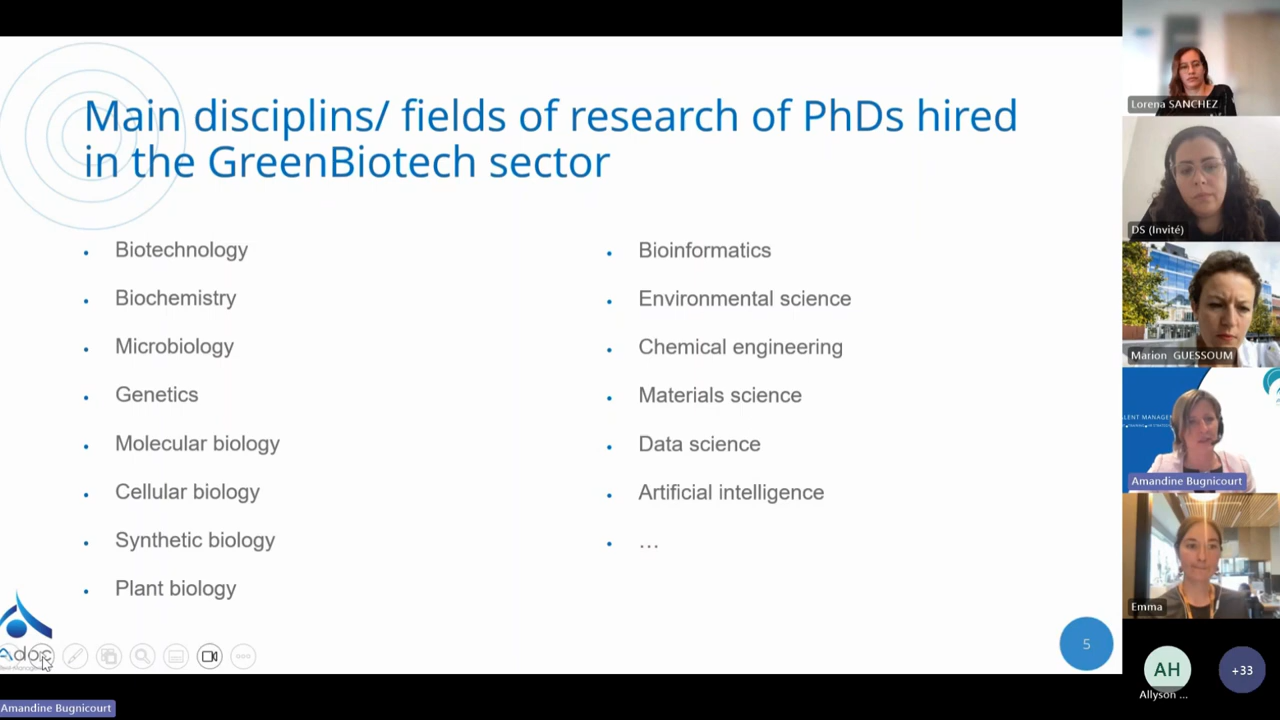 Main disciplins/ fields of research of PhDs hired
in the GreenBiotech sector
Biotechnology
Biochemistry
Microbiology
Genetics
Molecular biology
Cellular biology
Synthetic biology
Plant biology
Bioinformatics
Environmental science
Chemical engineering
Materials science
Data science
Artificial intelligence
...
Adoc
5
Amandine Bugnicourt
Lorena SANCHEZ
DS (Invité)
Marion GUESSOUM
Amandine Bugnicourt
Emma
AH
Allyson ...
+33